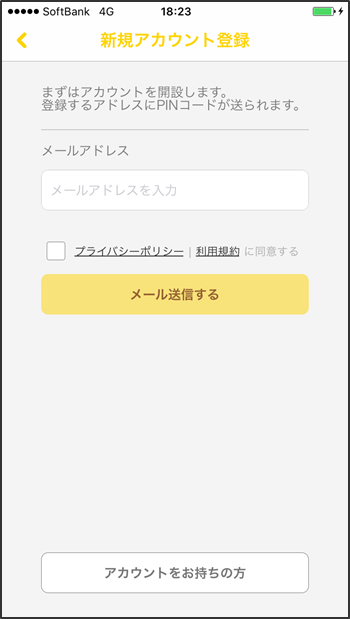 ●●●●● SoftBank 4G 18:23
新規アカウント登録
まずはアカウントを開設します。
登録するアドレスにPINコードが送られます。
メールアドレス
メールアドレスを入力
プライバシーポリシー | 利用規約 に同意する
メール送信する
アカウントをお持ちの方